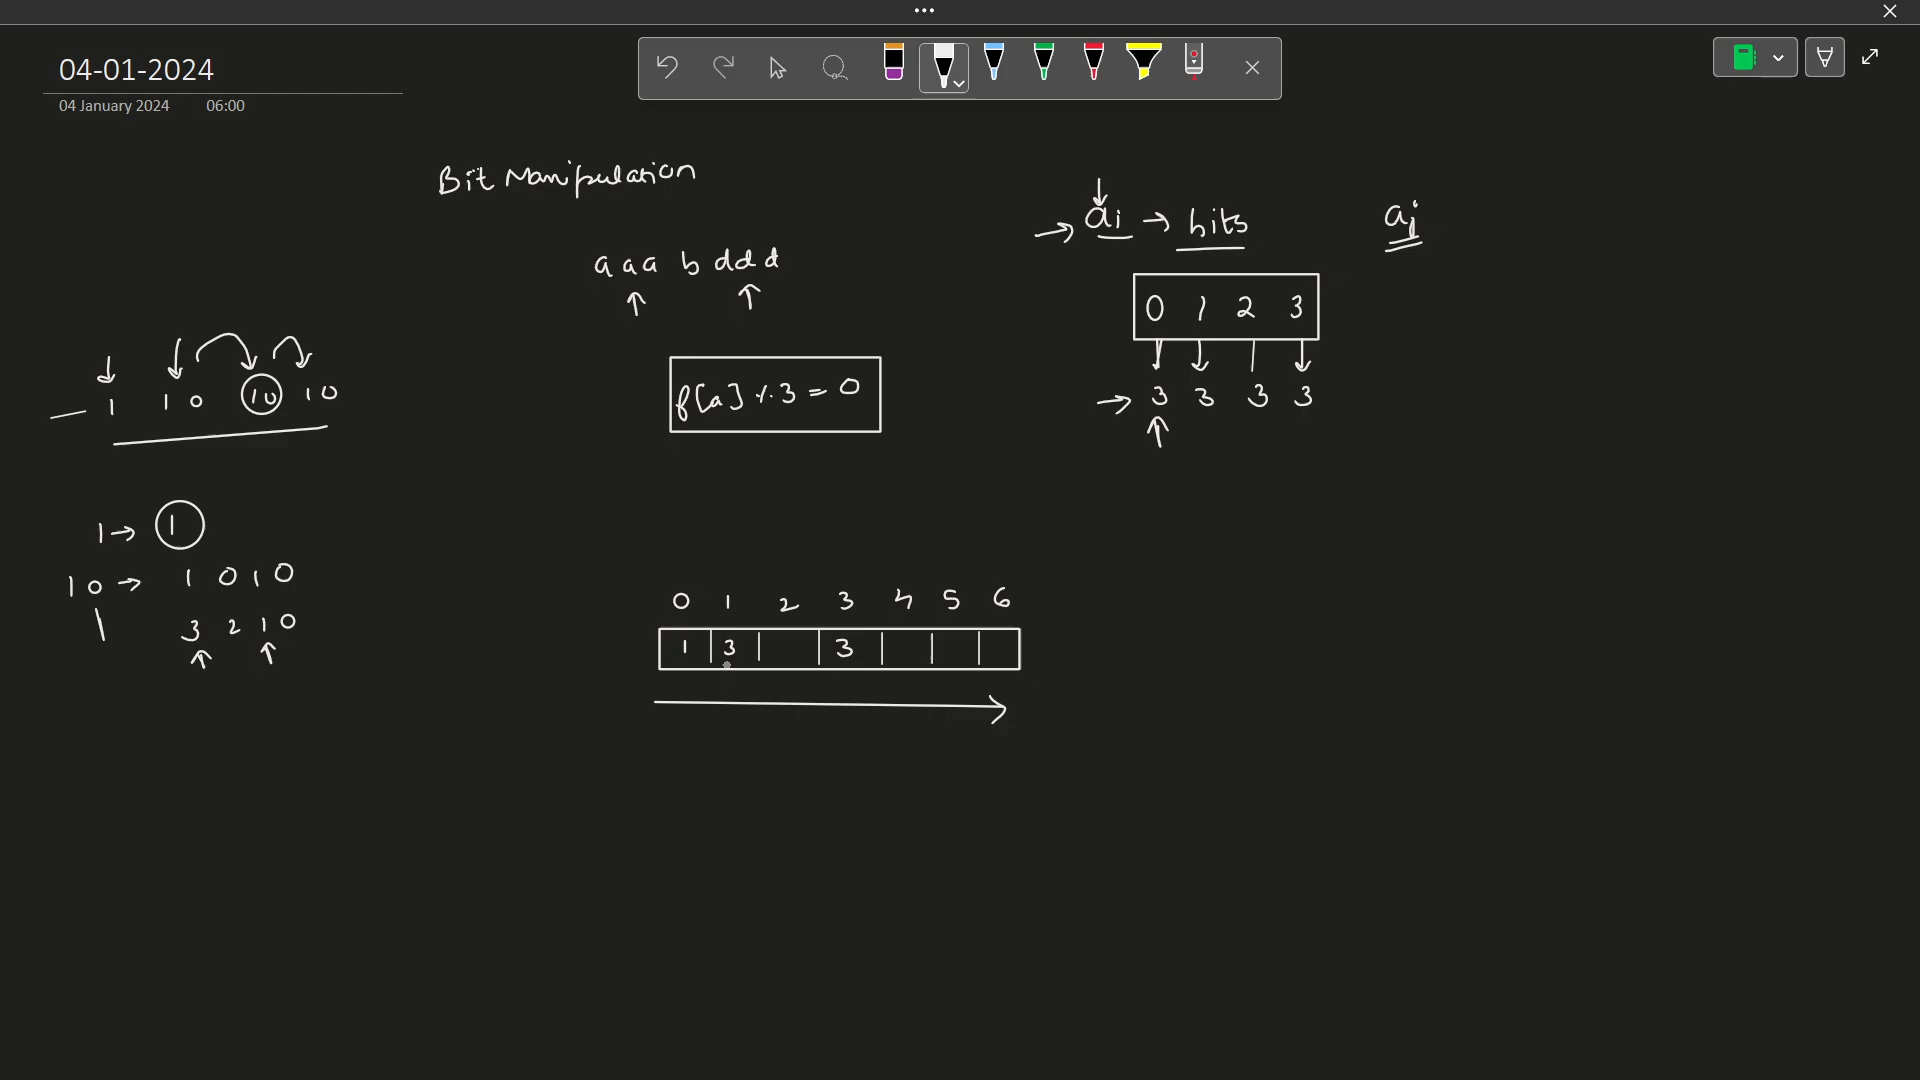 04-01-2024
04 January 2024 06:00
Bit Manipulation
ai → bits
aj
a a a b d d d
0 1 2 3
1 10 10 10
f[a] % 3 = 0
→ 3 3 3 3
1 → 1
10 → 1 0 1 0
3 2 1 0
0 1 2 3 4 5 6
1 3 3